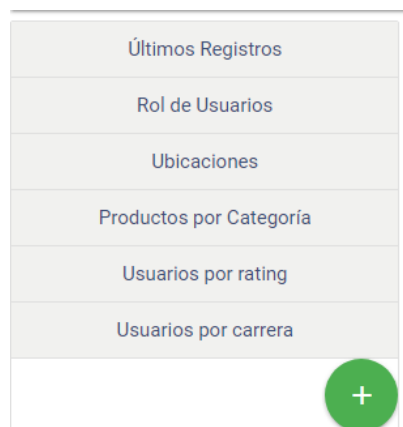 Últimos Registros
Rol de Usuarios
Ubicaciones
Productos por Categoría
Usuarios por rating
Usuarios por carrera
+